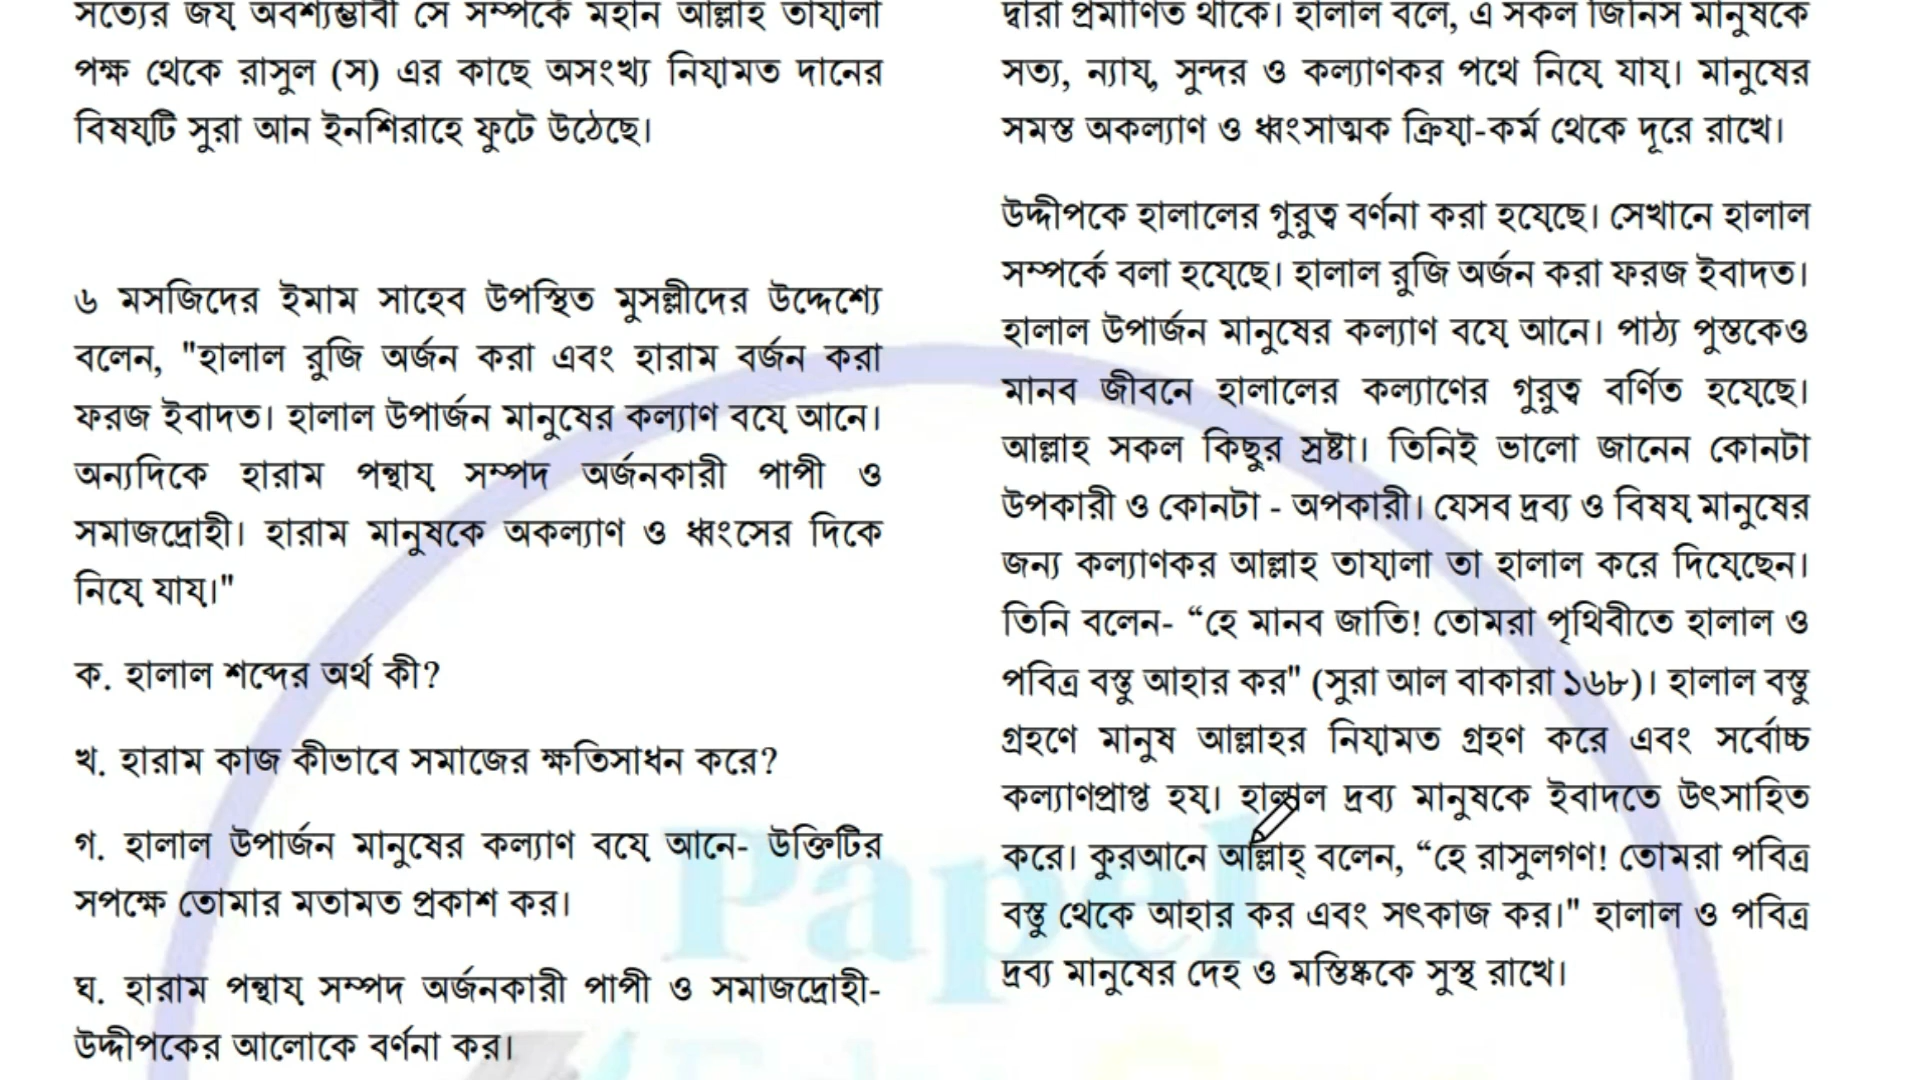 সত্যের জয় অবশ্যম্ভাবী সে সম্পর্কে মহান আল্লাহ তায়ালা
পক্ষ থেকে রাসুল (স) এর কাছে অসংখ্য নিয়ামত দানের
বিষয়টি সুরা আন ইনশিরাহে ফুটে উঠেছে।
৬ মসজিদের ইমাম সাহেব উপস্থিত মুসল্লীদের উদ্দেশ্যে
বলেন, "হালাল রুজি অর্জন করা এবং হারাম বর্জন করা
ফরজ ইবাদত। হালাল উপার্জন মানুষের কল্যাণ বয়ে আনে।
অন্যদিকে হারাম পন্থায় সম্পদ অর্জনকারী পাপী ও
সমাজদ্রোহী। হারাম মানুষকে অকল্যাণ ও ধ্বংসের দিকে
নিয়ে যায়।"
ক. হালাল শব্দের অর্থ কী?
খ. হারাম কাজ কীভাবে সমাজের ক্ষতিসাধন করে?
গ. হালাল উপার্জন মানুষের কল্যাণ বয়ে আনে- উক্তিটির
সপক্ষে তোমার মতামত প্রকাশ কর।
ঘ. হারাম পন্থায় সম্পদ অর্জনকারী পাপী ও সমাজদ্রোহী-
উদ্দীপকের আলোকে বর্ণনা কর।
দ্বারা প্রমাণিত থাকে। হালাল বলে, এ সকল জিনিস মানুষকে
সত্য, ন্যায়, সুন্দর ও কল্যাণকর পথে নিয়ে যায়। মানুষের
সমস্ত অকল্যাণ ও ধ্বংসাত্মক ক্রিয়া-কর্ম থেকে দূরে রাখে।
উদ্দীপকে হালালের গুরুত্ব বর্ণনা করা হয়েছে। সেখানে হালাল
সম্পর্কে বলা হয়েছে। হালাল রুজি অর্জন করা ফরজ ইবাদত।
হালাল উপার্জন মানুষের কল্যাণ বয়ে আনে। পাঠ্য পুস্তকেও
মানব জীবনে হালালের কল্যাণের গুরুত্ব বর্ণিত হয়েছে।
আল্লাহ সকল কিছুর স্রষ্টা। তিনিই ভালো জানেন কোনটা
উপকারী ও কোনটা - অপকারী। যেসব দ্রব্য ও বিষয় মানুষের
জন্য কল্যাণকর আল্লাহ তায়ালা তা হালাল করে দিয়েছেন।
তিনি বলেন- “হে মানব জাতি! তোমরা পৃথিবীতে হালাল ও
পবিত্র বস্তু আহার কর" (সুরা আল বাকারা ১৬৮)। হালাল বস্তু
গ্রহণে মানুষ আল্লাহর নিয়ামত গ্রহণ করে এবং সর্বোচ্চ
কল্যাণপ্রাপ্ত হয়। হালাল দ্রব্য মানুষকে ইবাদতে উৎসাহিত
করে। কুরআনে আল্লাহ্ বলেন, “হে রাসুলগণ! তোমরা পবিত্র
বস্তু থেকে আহার কর এবং সৎকাজ কর।" হালাল ও পবিত্র
দ্রব্য মানুষের দেহ ও মস্তিষ্ককে সুস্থ রাখে।
Papel